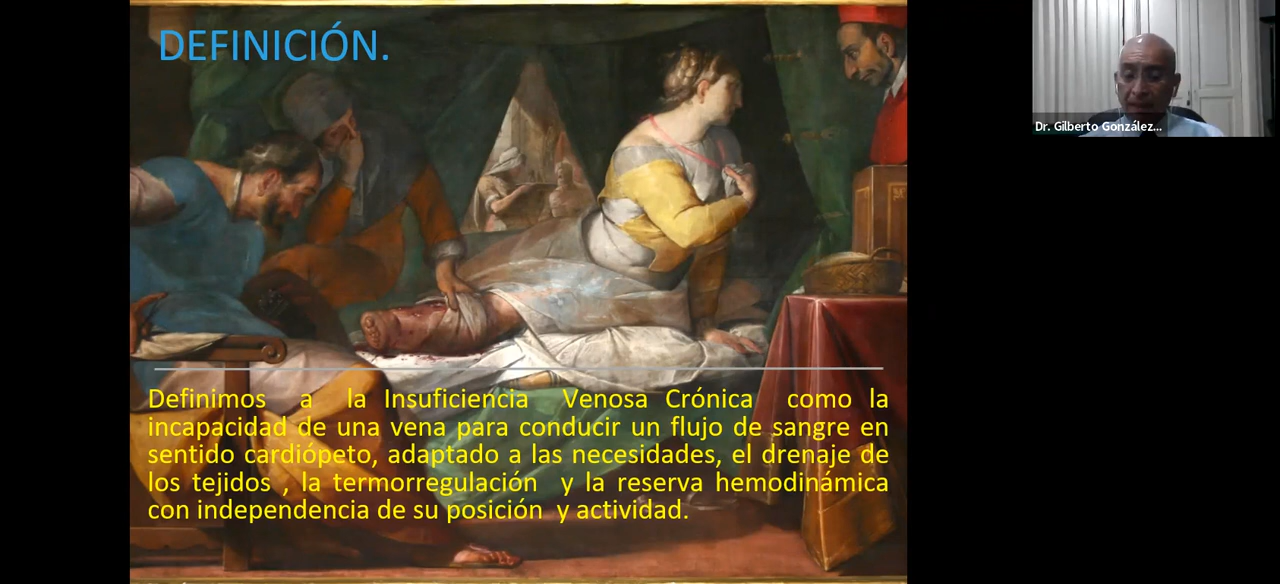 DEFINICIÓN.
Dr. Gilberto González...
Definimos a la Insuficiencia Venosa Crónica como la
incapacidad de una vena para conducir un flujo de sangre en
sentido cardiópeto, adaptado a las necesidades, el drenaje de
los tejidos , la termorregulación y la reserva hemodinámica
con independencia de su posición y actividad.